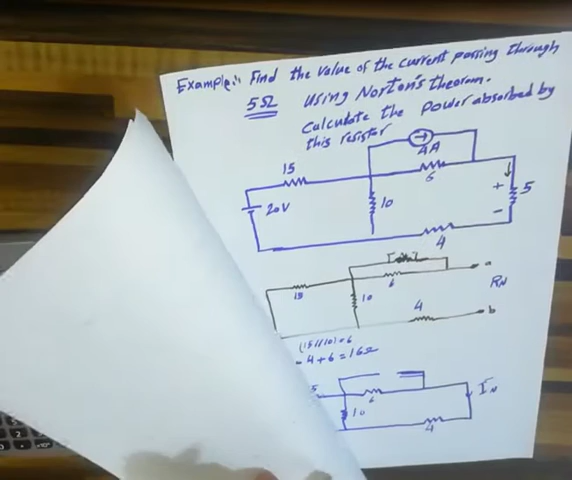 Example:- Find the value of the current passing through
5Ω using Norton's theorem.
Calculate the power absorbed by
this resistor
4A
15
6
20V
10
+
5
-
4
a
15
6
RN
10
4
b
(15//10)=6
- 4+6=16Ω
5
6
IN
10
4